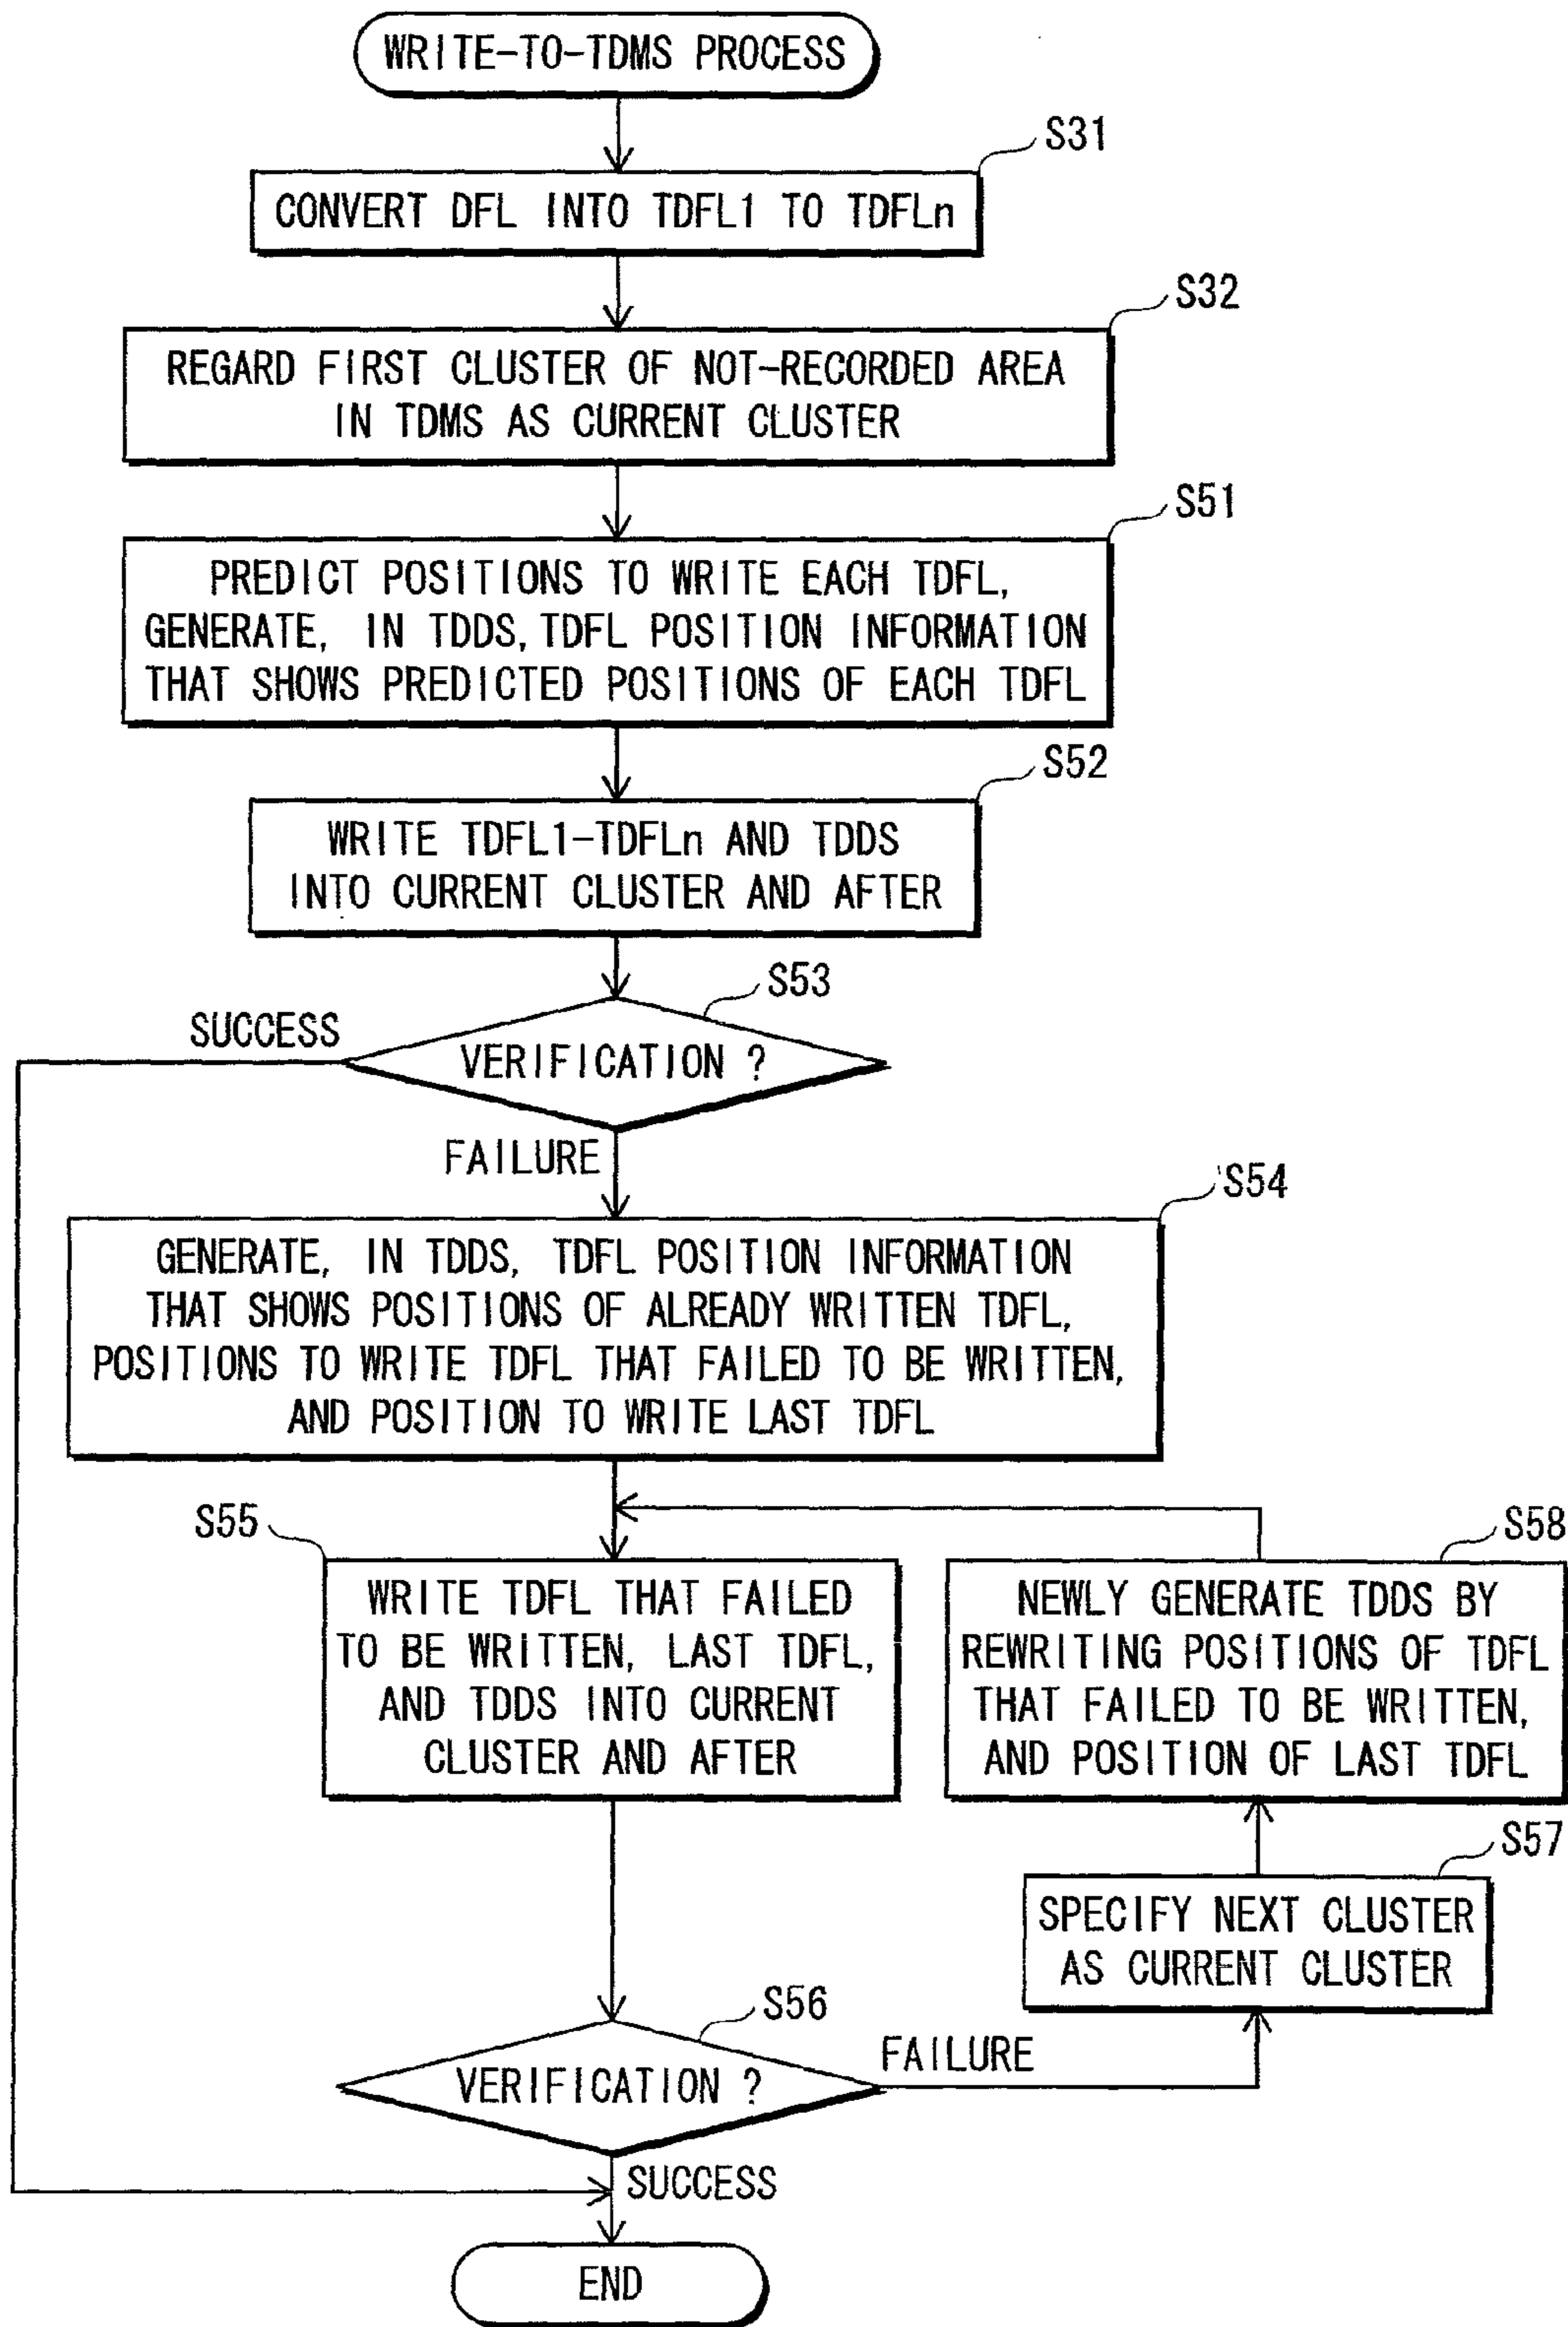 WRITE-TO-TDMS PROCESS
S31
CONVERT DFL INTO TDFL1 TO TDFLn
S32
REGARD FIRST CLUSTER OF NOT-RECORDED AREA
IN TDMS AS CURRENT CLUSTER
S51
PREDICT POSITIONS TO WRITE EACH TDFL,
GENERATE, IN TDDS, TDFL POSITION INFORMATION
THAT SHOWS PREDICTED POSITIONS OF EACH TDFL
S52
WRITE TDFL1-TDFLn AND TDDS
INTO CURRENT CLUSTER AND AFTER
S53
SUCCESS
VERIFICATION ?
FAILURE
S54
GENERATE, IN TDDS, TDFL POSITION INFORMATION
THAT SHOWS POSITIONS OF ALREADY WRITTEN TDFL,
POSITIONS TO WRITE TDFL THAT FAILED TO BE WRITTEN,
AND POSITION TO WRITE LAST TDFL
S55
WRITE TDFL THAT FAILED
TO BE WRITTEN, LAST TDFL,
AND TDDS INTO CURRENT
CLUSTER AND AFTER
S58
NEWLY GENERATE TDDS BY
REWRITING POSITIONS OF TDFL
THAT FAILED TO BE WRITTEN,
AND POSITION OF LAST TDFL
S57
SPECIFY NEXT CLUSTER
AS CURRENT CLUSTER
S56
VERIFICATION ?
FAILURE
SUCCESS
END